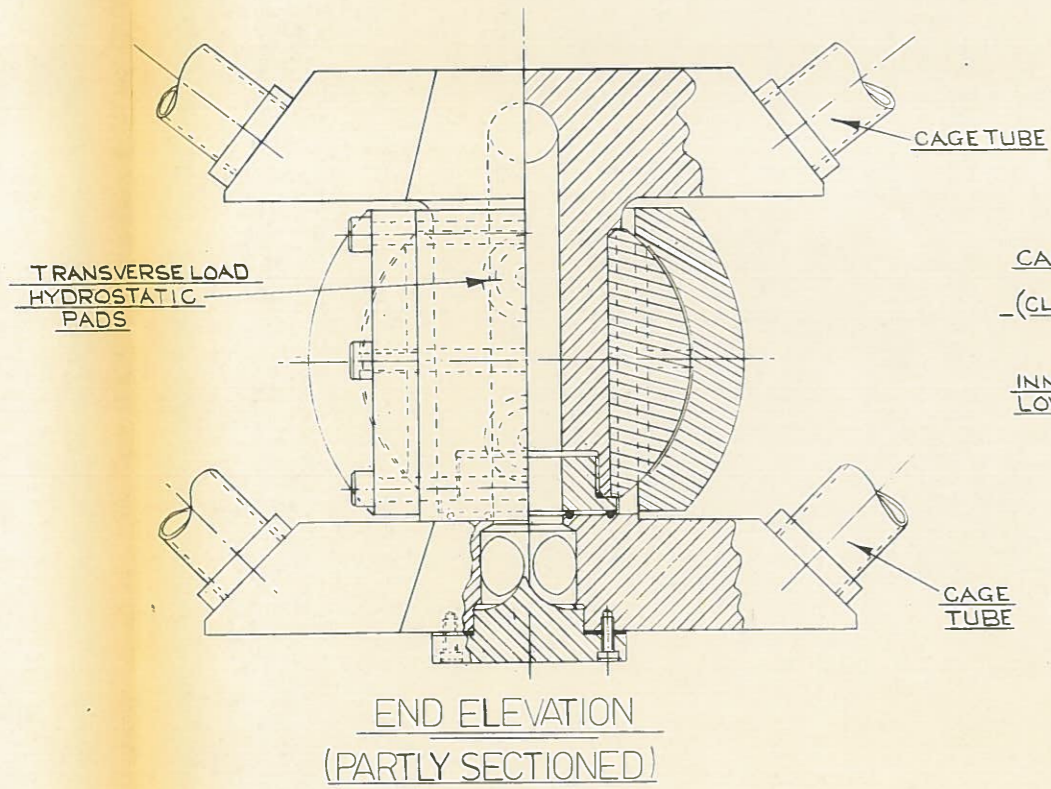 CAGE TUBE
TRANSVERSE LOAD
HYDROSTATIC
PADS
CAGE
TUBE
END ELEVATION
(PARTLY SECTIONED)